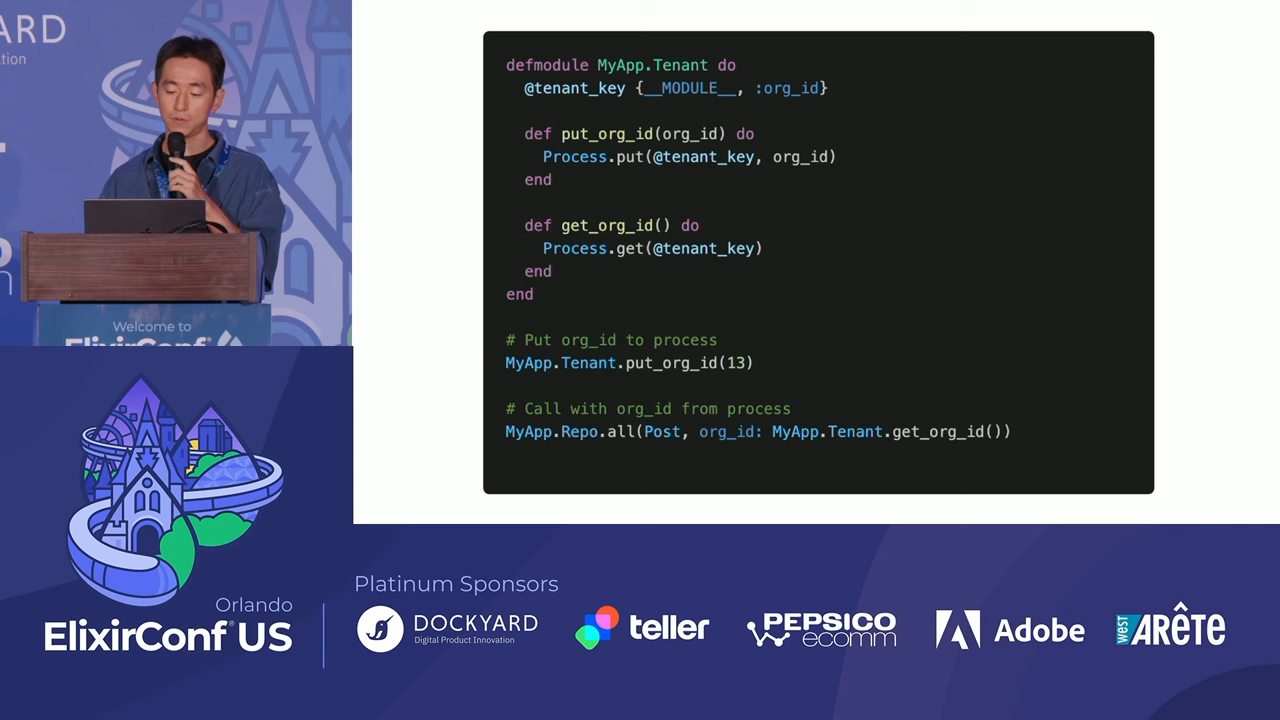 ARD
ation
Welcome to
ElixirConf
defmodule MyApp.Tenant do
  @tenant_key {__MODULE__, :org_id}

  def put_org_id(org_id) do
    Process.put(@tenant_key, org_id)
  end

  def get_org_id() do
    Process.get(@tenant_key)
  end
end

# Put org_id to process
MyApp.Tenant.put_org_id(13)

# Call with org_id from process
MyApp.Repo.all(Post, org_id: MyApp.Tenant.get_org_id())
Orlando
ElixirConf® US
Platinum Sponsors
DOCKYARD
Digital Product Innovation
teller
PEPSICO
ecomm
Adobe
west ARÊTE